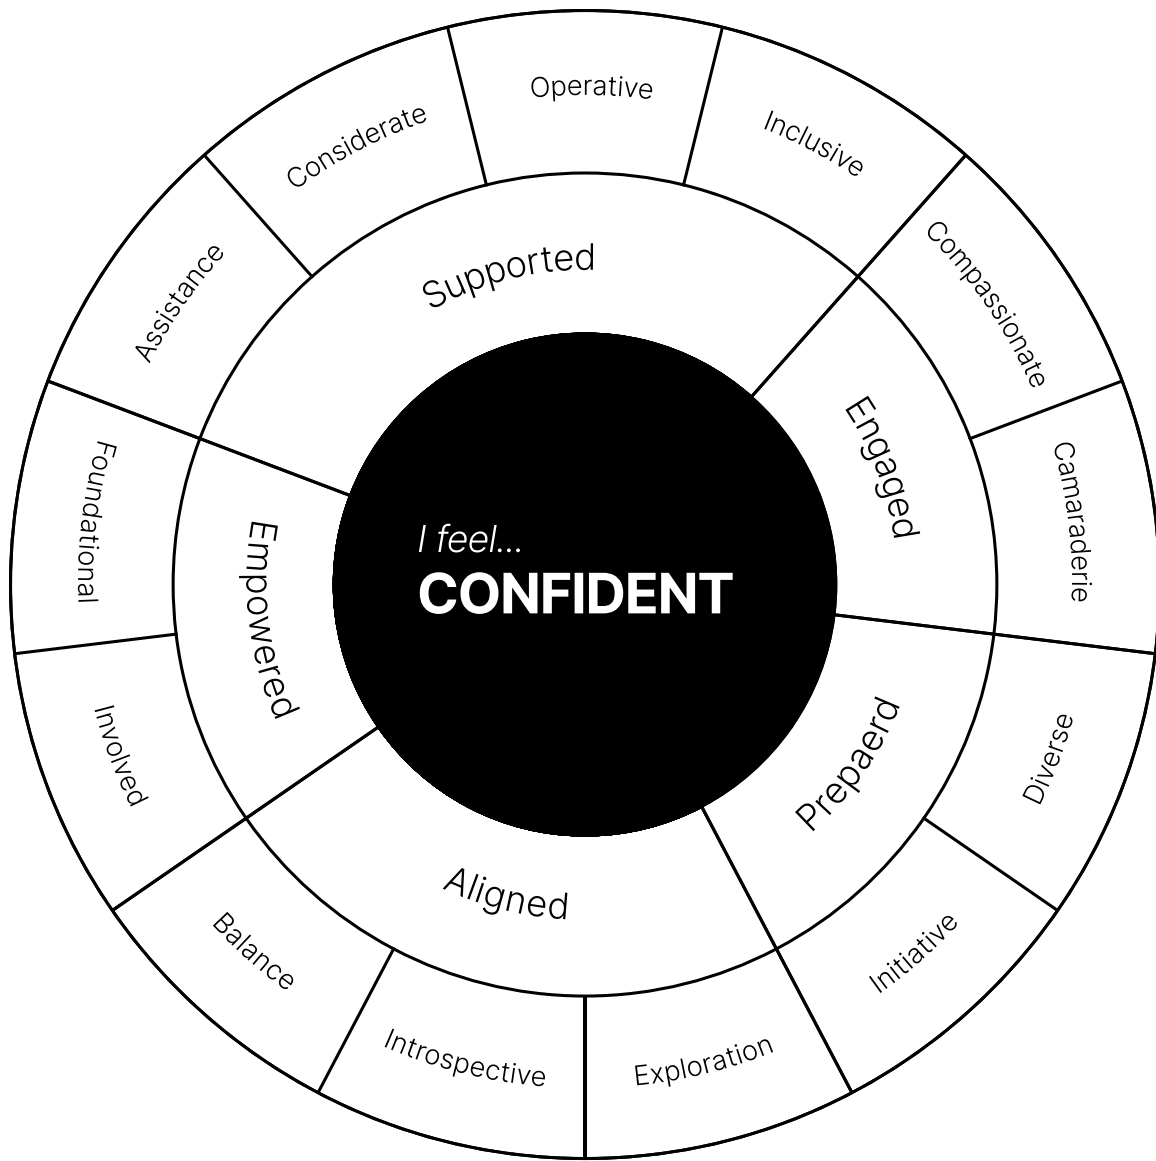 I feel...
CONFIDENT
Supported
Engaged
Prepaerd
Aligned
Empowered
Operative
Inclusive
Compassionate
Camaraderie
Diverse
Initiative
Exploration
Introspective
Balance
Involved
Foundational
Assistance
Considerate